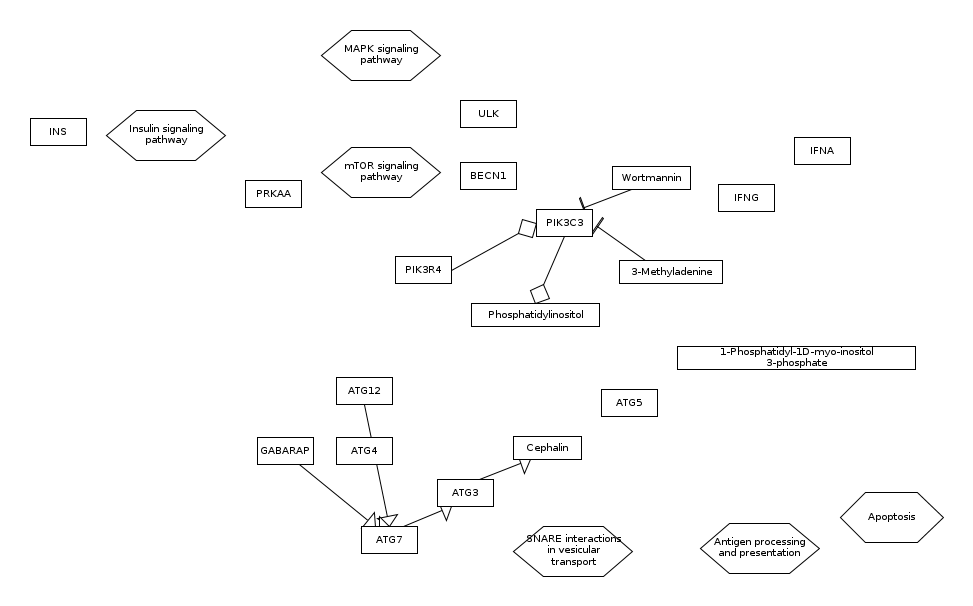 MAPK signaling
pathway
ULK
INS
Insulin signaling
pathway
IFNA
mTOR signaling
pathway
BECN1
Wortmannin
PRKAA
IFNG
PIK3C3
PIK3R4
3-Methyladenine
Phosphatidylinositol
1-Phosphatidyl-1D-myo-inositol
3-phosphate
ATG12
ATG5
GABARAP
ATG4
Cephalin
ATG3
Apoptosis
ATG7
SNARE interactions
in vesicular
transport
Antigen processing
and presentation